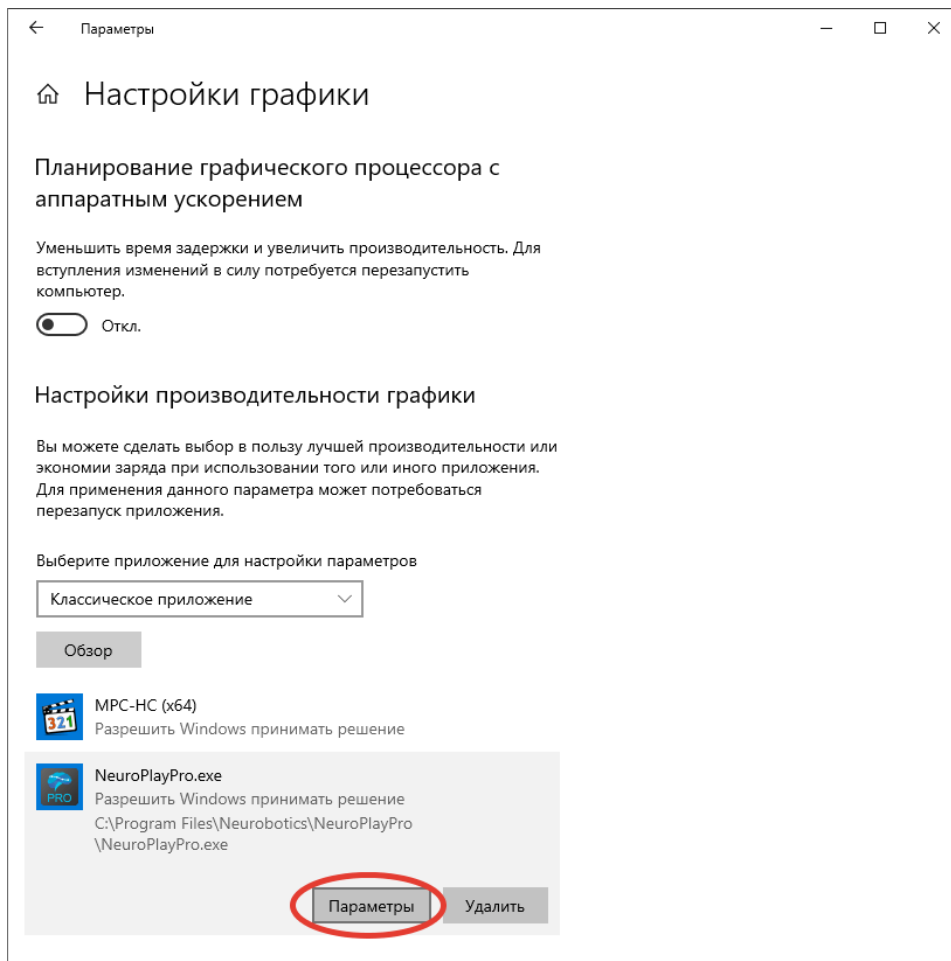 Параметры
Настройки графики
Планирование графического процессора с
аппаратным ускорением
Уменьшить время задержки и увеличить производительность. Для
вступления изменений в силу потребуется перезапустить
компьютер.
Откл.
Настройки производительности графики
Вы можете сделать выбор в пользу лучшей производительности или
экономии заряда при использовании того или иного приложения.
Для применения данного параметра может потребоваться
перезапуск приложения.
Выберите приложение для настройки параметров
Классическое приложение
Обзор
321
MPC-HC (x64)
Разрешить Windows принимать решение
PRO
NeuroPlayPro.exe
Разрешить Windows принимать решение
C:\Program Files\Neurobotics\NeuroPlayPro
\NeuroPlayPro.exe
Параметры Удалить